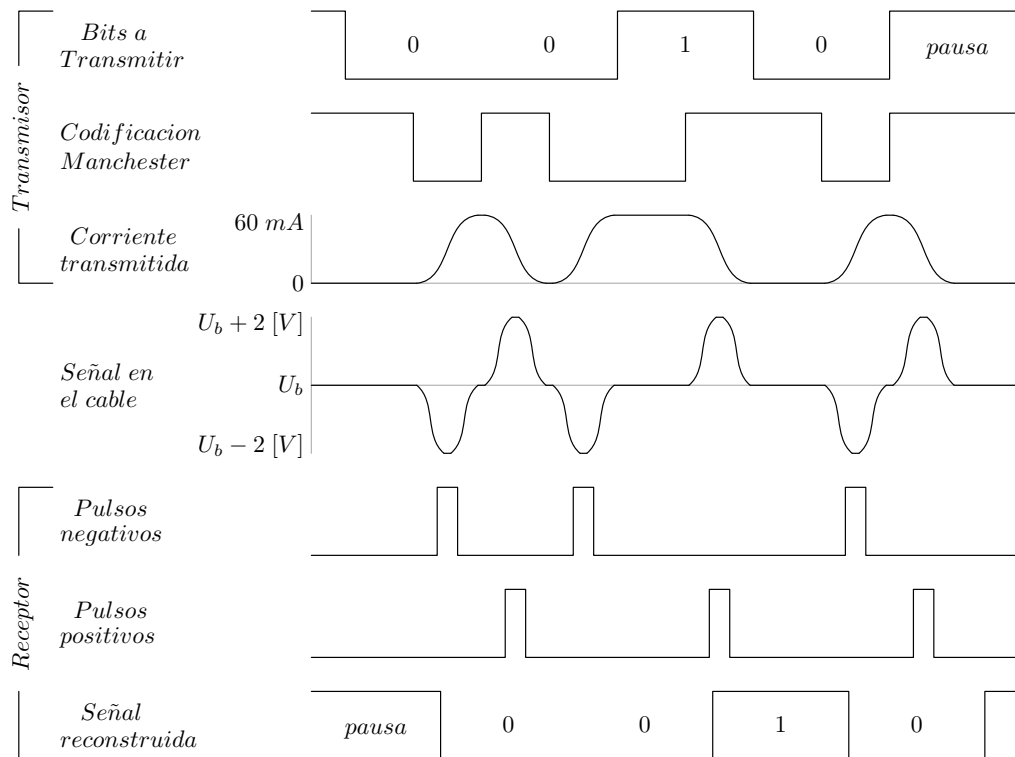 Transmisor
Bits a
Transmitir
0 0 1 0 pausa
Codificacion
Manchester
Corriente
transmitida
60 mA
0
Señal en
el cable
U_b + 2 [V]
U_b
U_b − 2 [V]
Receptor
Pulsos
negativos
Pulsos
positivos
Señal
reconstruida
pausa 0 0 1 0